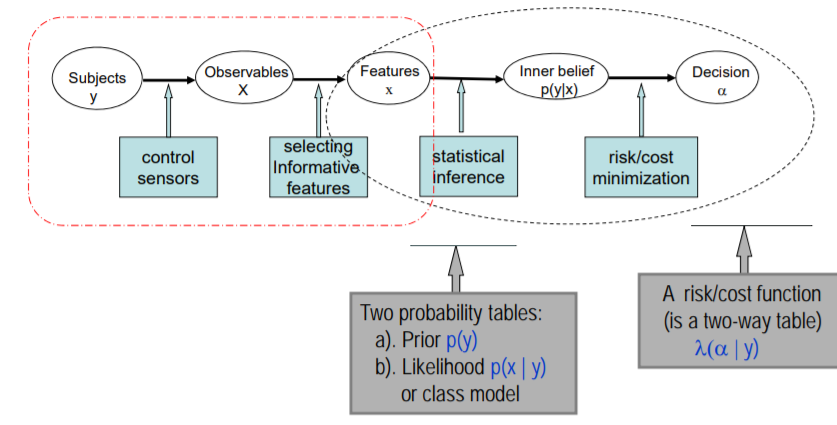 Subjects
y
Observables
X
Features
x
Inner belief
p(y|x)
Decision
α
control
sensors
selecting
Informative
features
statistical
inference
risk/cost
minimization
Two probability tables:
a). Prior p(y)
b). Likelihood p(x | y)
or class model
A risk/cost function
(is a two-way table)
λ(α | y)